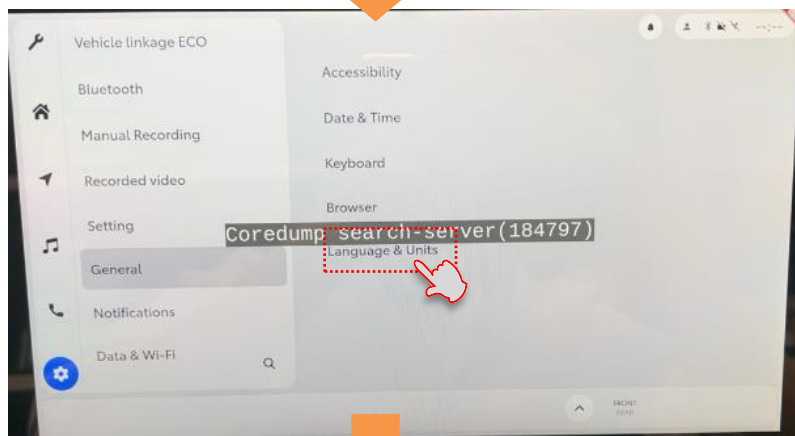 --:--
Vehicle linkage ECO
Bluetooth
Manual Recording
Recorded video
Setting
General
Notifications
Data & Wi-Fi
Accessibility
Date & Time
Keyboard
Browser
Coredump search-server(184797)
Language & Units
FRONT
REAR